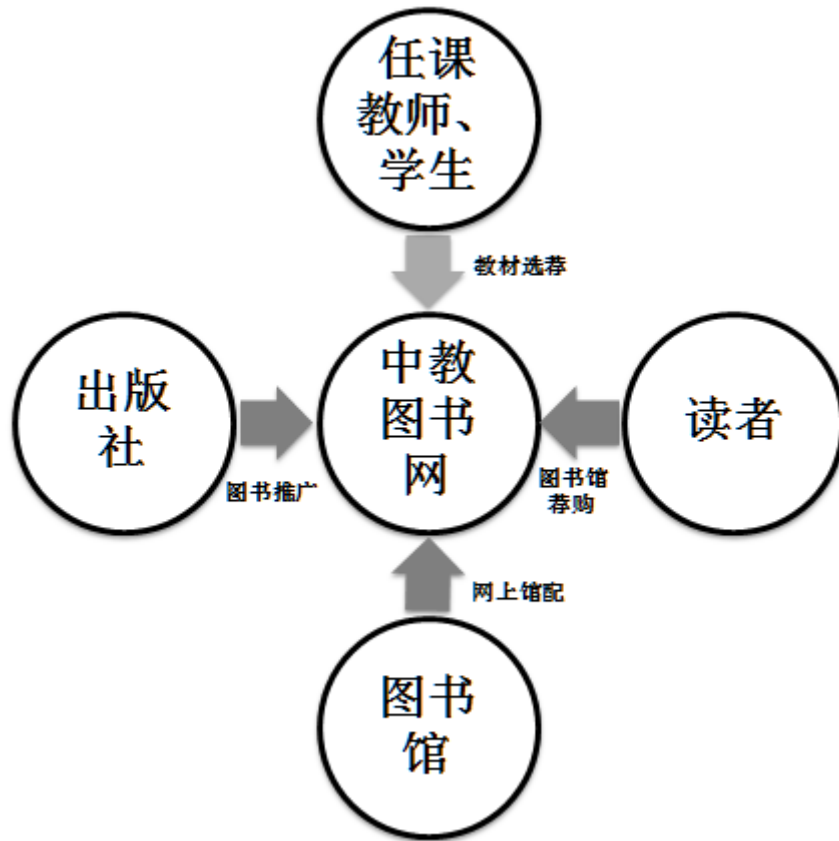 任课
教师、
学生
教材选荐
出版
社
图书推广
中教
图书
网
读者
图书馆
荐购
网上馆配
图书
馆